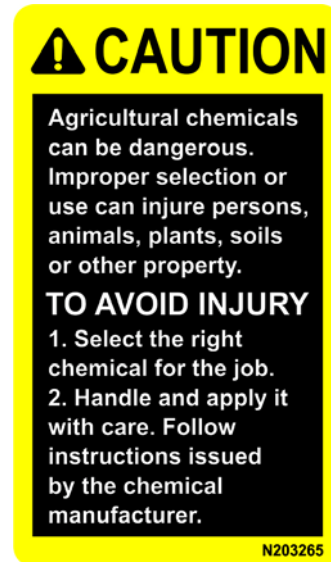 CAUTION
Agricultural chemicals
can be dangerous.
Improper selection or
use can injure persons,
animals, plants, soils
or other property.
TO AVOID INJURY
1. Select the right
chemical for the job.
2. Handle and apply it
with care. Follow
instructions issued
by the chemical
manufacturer.
N203265